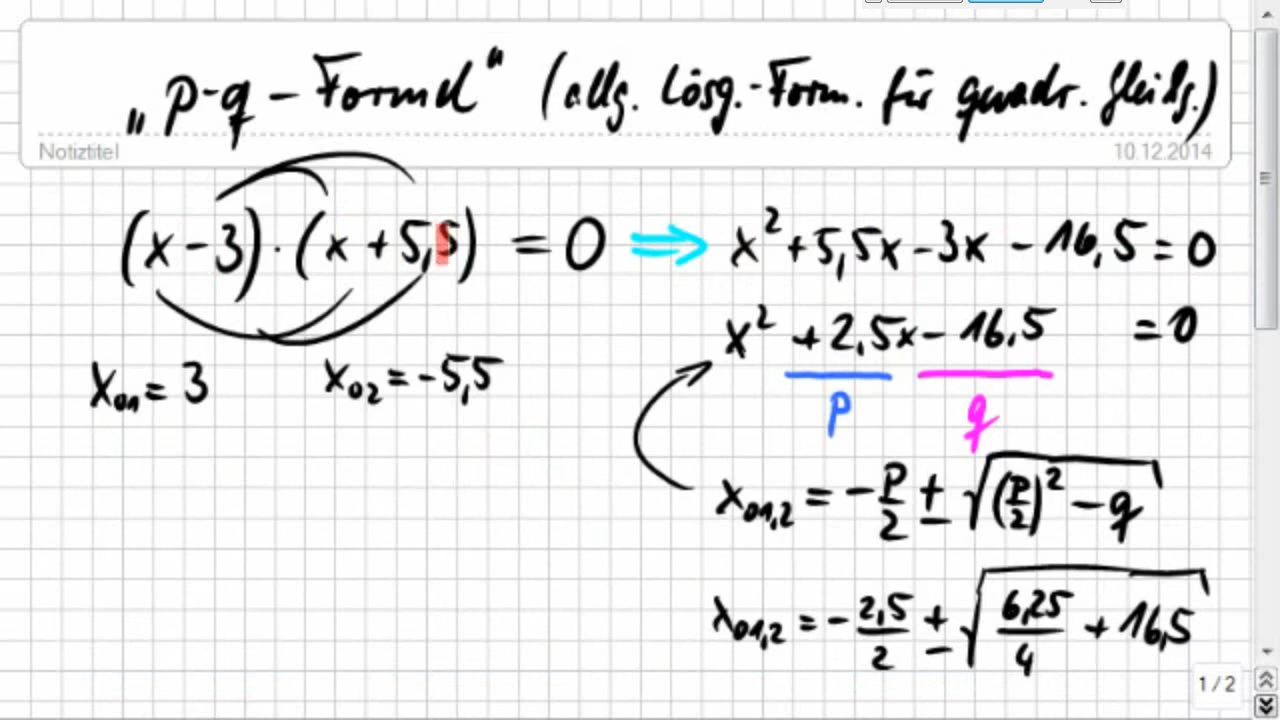 „p-q-Formel“ (allg. Lösg.-Form. für quadr. Gleichg.)
Notiztitel 10.12.2014
(x - 3) · (x + 5,5) = 0 ⇒ x² + 5,5x - 3x - 16,5 = 0
x² + 2,5x - 16,5 = 0
p q
x₀₁ = 3 x₀₂ = -5,5
x₀₁,₂ = -p/2 ± √((p/2)² - q)
x₀₁,₂ = -2,5/2 ± √(6,25/4 + 16,5)
1 / 2